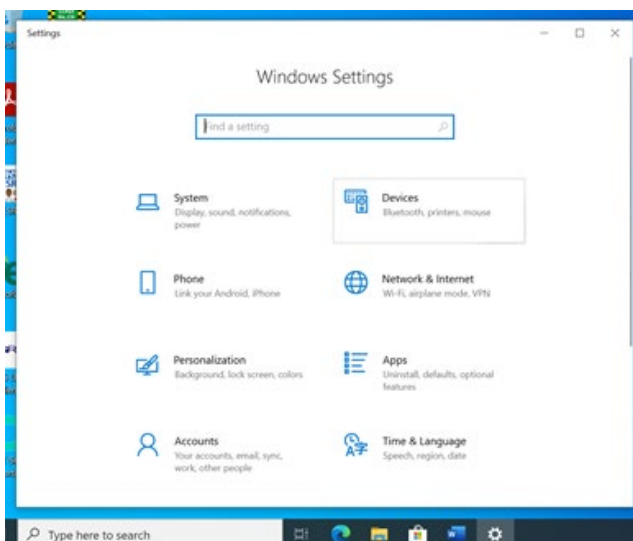 Settings
Windows Settings
Find a setting
System
Display, sound, notifications,
power
Devices
Bluetooth, printers, mouse
Phone
Link your Android, iPhone
Network & Internet
Wi-Fi, airplane mode, VPN
Personalization
Background, lock screen, colors
Apps
Uninstall, defaults, optional
features
Accounts
Your accounts, email, sync,
work, other people
Time & Language
Speech, region, date
Type here to search